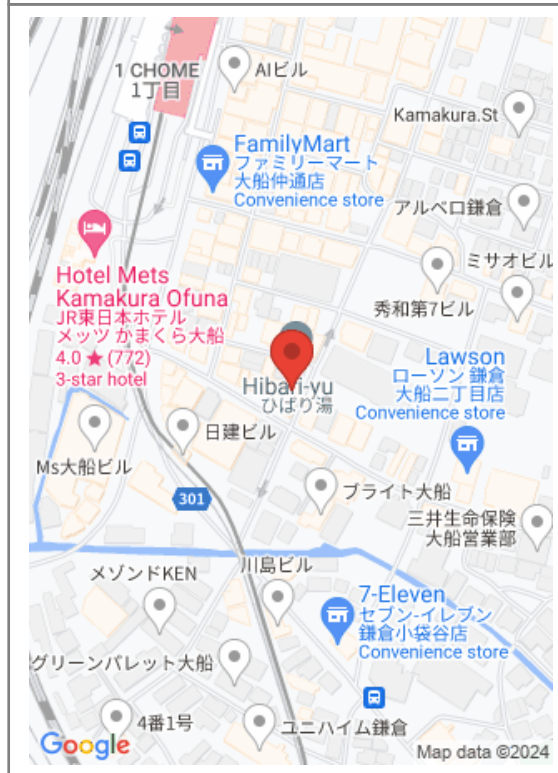 1 CHOME
1丁目
AIビル
Kamakura.St
FamilyMart
ファミリーマート
大船仲通店
Convenience store
アルベロ鎌倉
ミサオビル
Hotel Mets
Kamakura Ofuna
JR東日本ホテル
メッツ かまくら大船
4.0 ★ (772)
3-star hotel
秀和第7ビル
Hibari-yu
ひばり湯
Lawson
ローソン 鎌倉
大船二丁目店
Convenience store
日建ビル
Ms大船ビル
301
ブライト大船
三井生命保険
大船営業部
メゾンドKEN
川島ビル
7-Eleven
セブン-イレブン
鎌倉小袋谷店
Convenience store
グリーンパレット大船
4番1号
ユニハイム鎌倉
Google
Map data ©2024